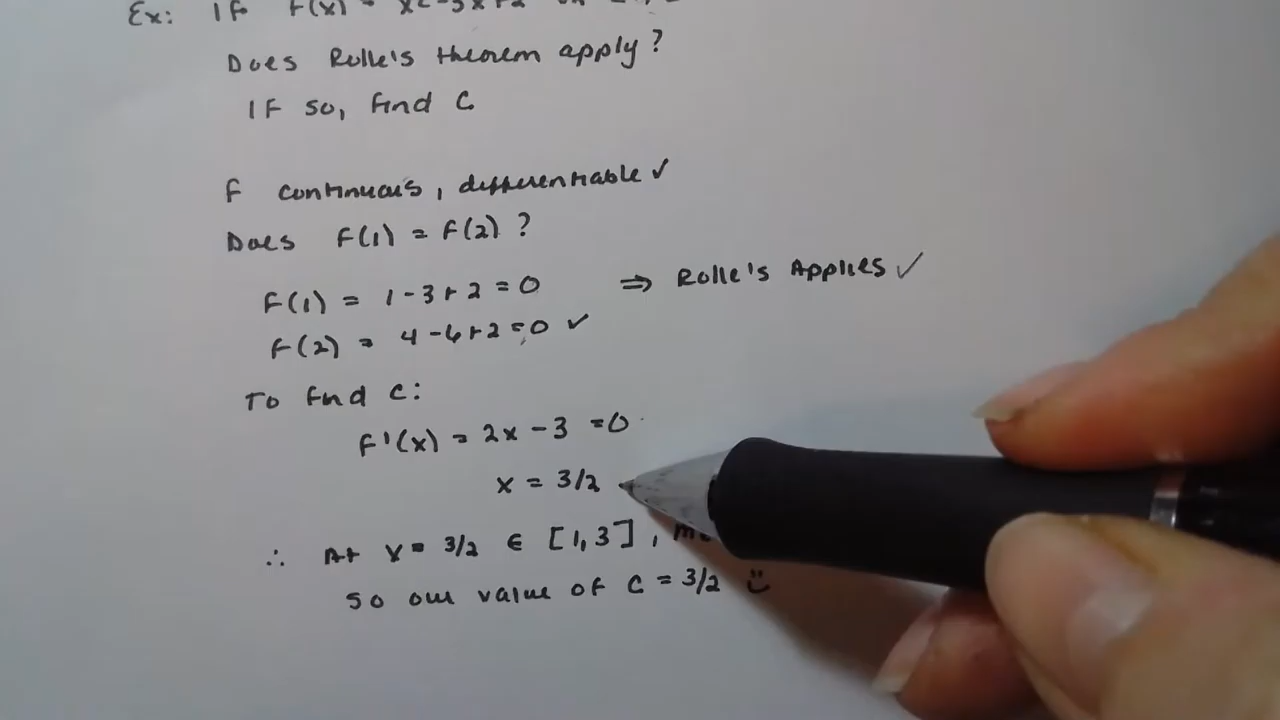 Ex: If f(x) =
Does Rolle's theorem apply?
If so, find c
f continuous, differentiable ✓
Does f(1) = f(2) ?
f(1) = 1 - 3 + 2 = 0 ⇒ Rolle's Applies ✓
f(2) = 4 - 6 + 2 = 0 ✓
To find c:
f'(x) = 2x - 3 = 0
x = 3/2
∴ At x = 3/2 ∈ [1,3],
so our value of c = 3/2